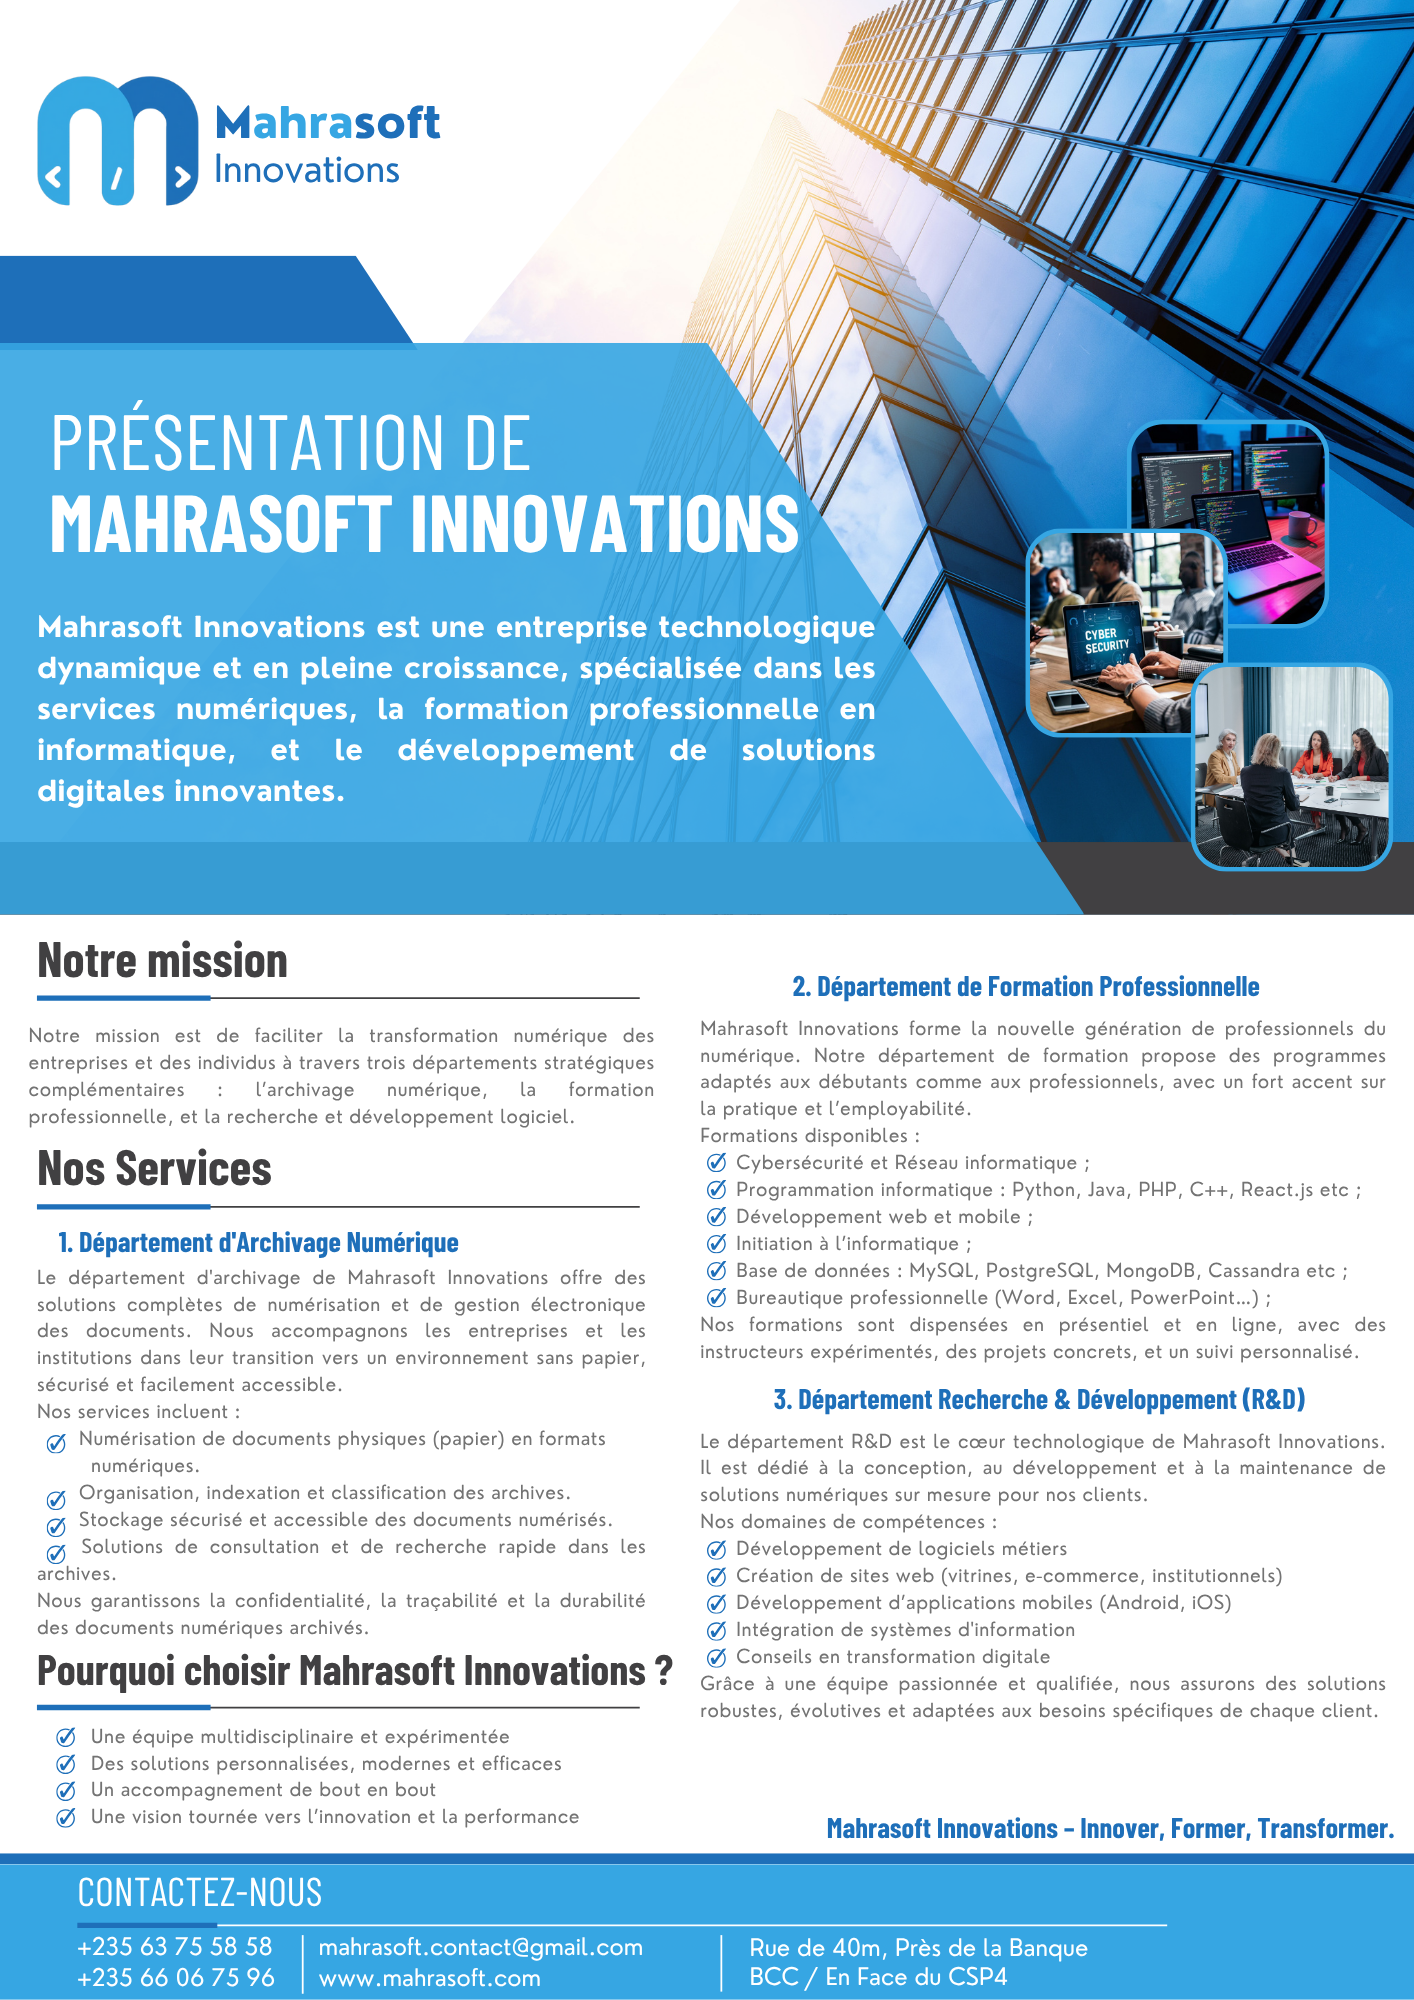 Mahrasoft
Innovations
PRÉSENTATION DE
MAHRASOFT INNOVATIONS
Mahrasoft Innovations est une entreprise technologique
dynamique et en pleine croissance, spécialisée dans les
services numériques, la formation professionnelle en
informatique, et le développement de solutions
digitales innovantes.
CYBER
SECURITY
Notre mission
Notre mission est de faciliter la transformation numérique des
entreprises et des individus à travers trois départements stratégiques
complémentaires : l’archivage numérique, la formation
professionnelle, et la recherche et développement logiciel.
Nos Services
1. Département d'Archivage Numérique
Le département d'archivage de Mahrasoft Innovations offre des
solutions complètes de numérisation et de gestion électronique
des documents. Nous accompagnons les entreprises et les
institutions dans leur transition vers un environnement sans papier,
sécurisé et facilement accessible.
Nos services incluent :
Numérisation de documents physiques (papier) en formats
numériques.
Organisation, indexation et classification des archives.
Stockage sécurisé et accessible des documents numérisés.
Solutions de consultation et de recherche rapide dans les
archives.
Nous garantissons la confidentialité, la traçabilité et la durabilité
des documents numériques archivés.
Pourquoi choisir Mahrasoft Innovations ?
Une équipe multidisciplinaire et expérimentée
Des solutions personnalisées, modernes et efficaces
Un accompagnement de bout en bout
Une vision tournée vers l’innovation et la performance
2. Département de Formation Professionnelle
Mahrasoft Innovations forme la nouvelle génération de professionnels du
numérique. Notre département de formation propose des programmes
adaptés aux débutants comme aux professionnels, avec un fort accent sur
la pratique et l’employabilité.
Formations disponibles :
Cybersécurité et Réseau informatique ;
Programmation informatique : Python, Java, PHP, C++, React.js etc ;
Développement web et mobile ;
Initiation à l’informatique ;
Base de données : MySQL, PostgreSQL, MongoDB, Cassandra etc ;
Bureautique professionnelle (Word, Excel, PowerPoint...) ;
Nos formations sont dispensées en présentiel et en ligne, avec des
instructeurs expérimentés, des projets concrets, et un suivi personnalisé.
3. Département Recherche & Développement (R&D)
Le département R&D est le cœur technologique de Mahrasoft Innovations.
Il est dédié à la conception, au développement et à la maintenance de
solutions numériques sur mesure pour nos clients.
Nos domaines de compétences :
Développement de logiciels métiers
Création de sites web (vitrines, e-commerce, institutionnels)
Développement d’applications mobiles (Android, iOS)
Intégration de systèmes d'information
Conseils en transformation digitale
Grâce à une équipe passionnée et qualifiée, nous assurons des solutions
robustes, évolutives et adaptées aux besoins spécifiques de chaque client.
Mahrasoft Innovations – Innover, Former, Transformer.
CONTACTEZ-NOUS
+235 63 75 58 58
+235 66 06 75 96
mahrasoft.contact@gmail.com
www.mahrasoft.com
Rue de 40m, Près de la Banque
BCC / En Face du CSP4